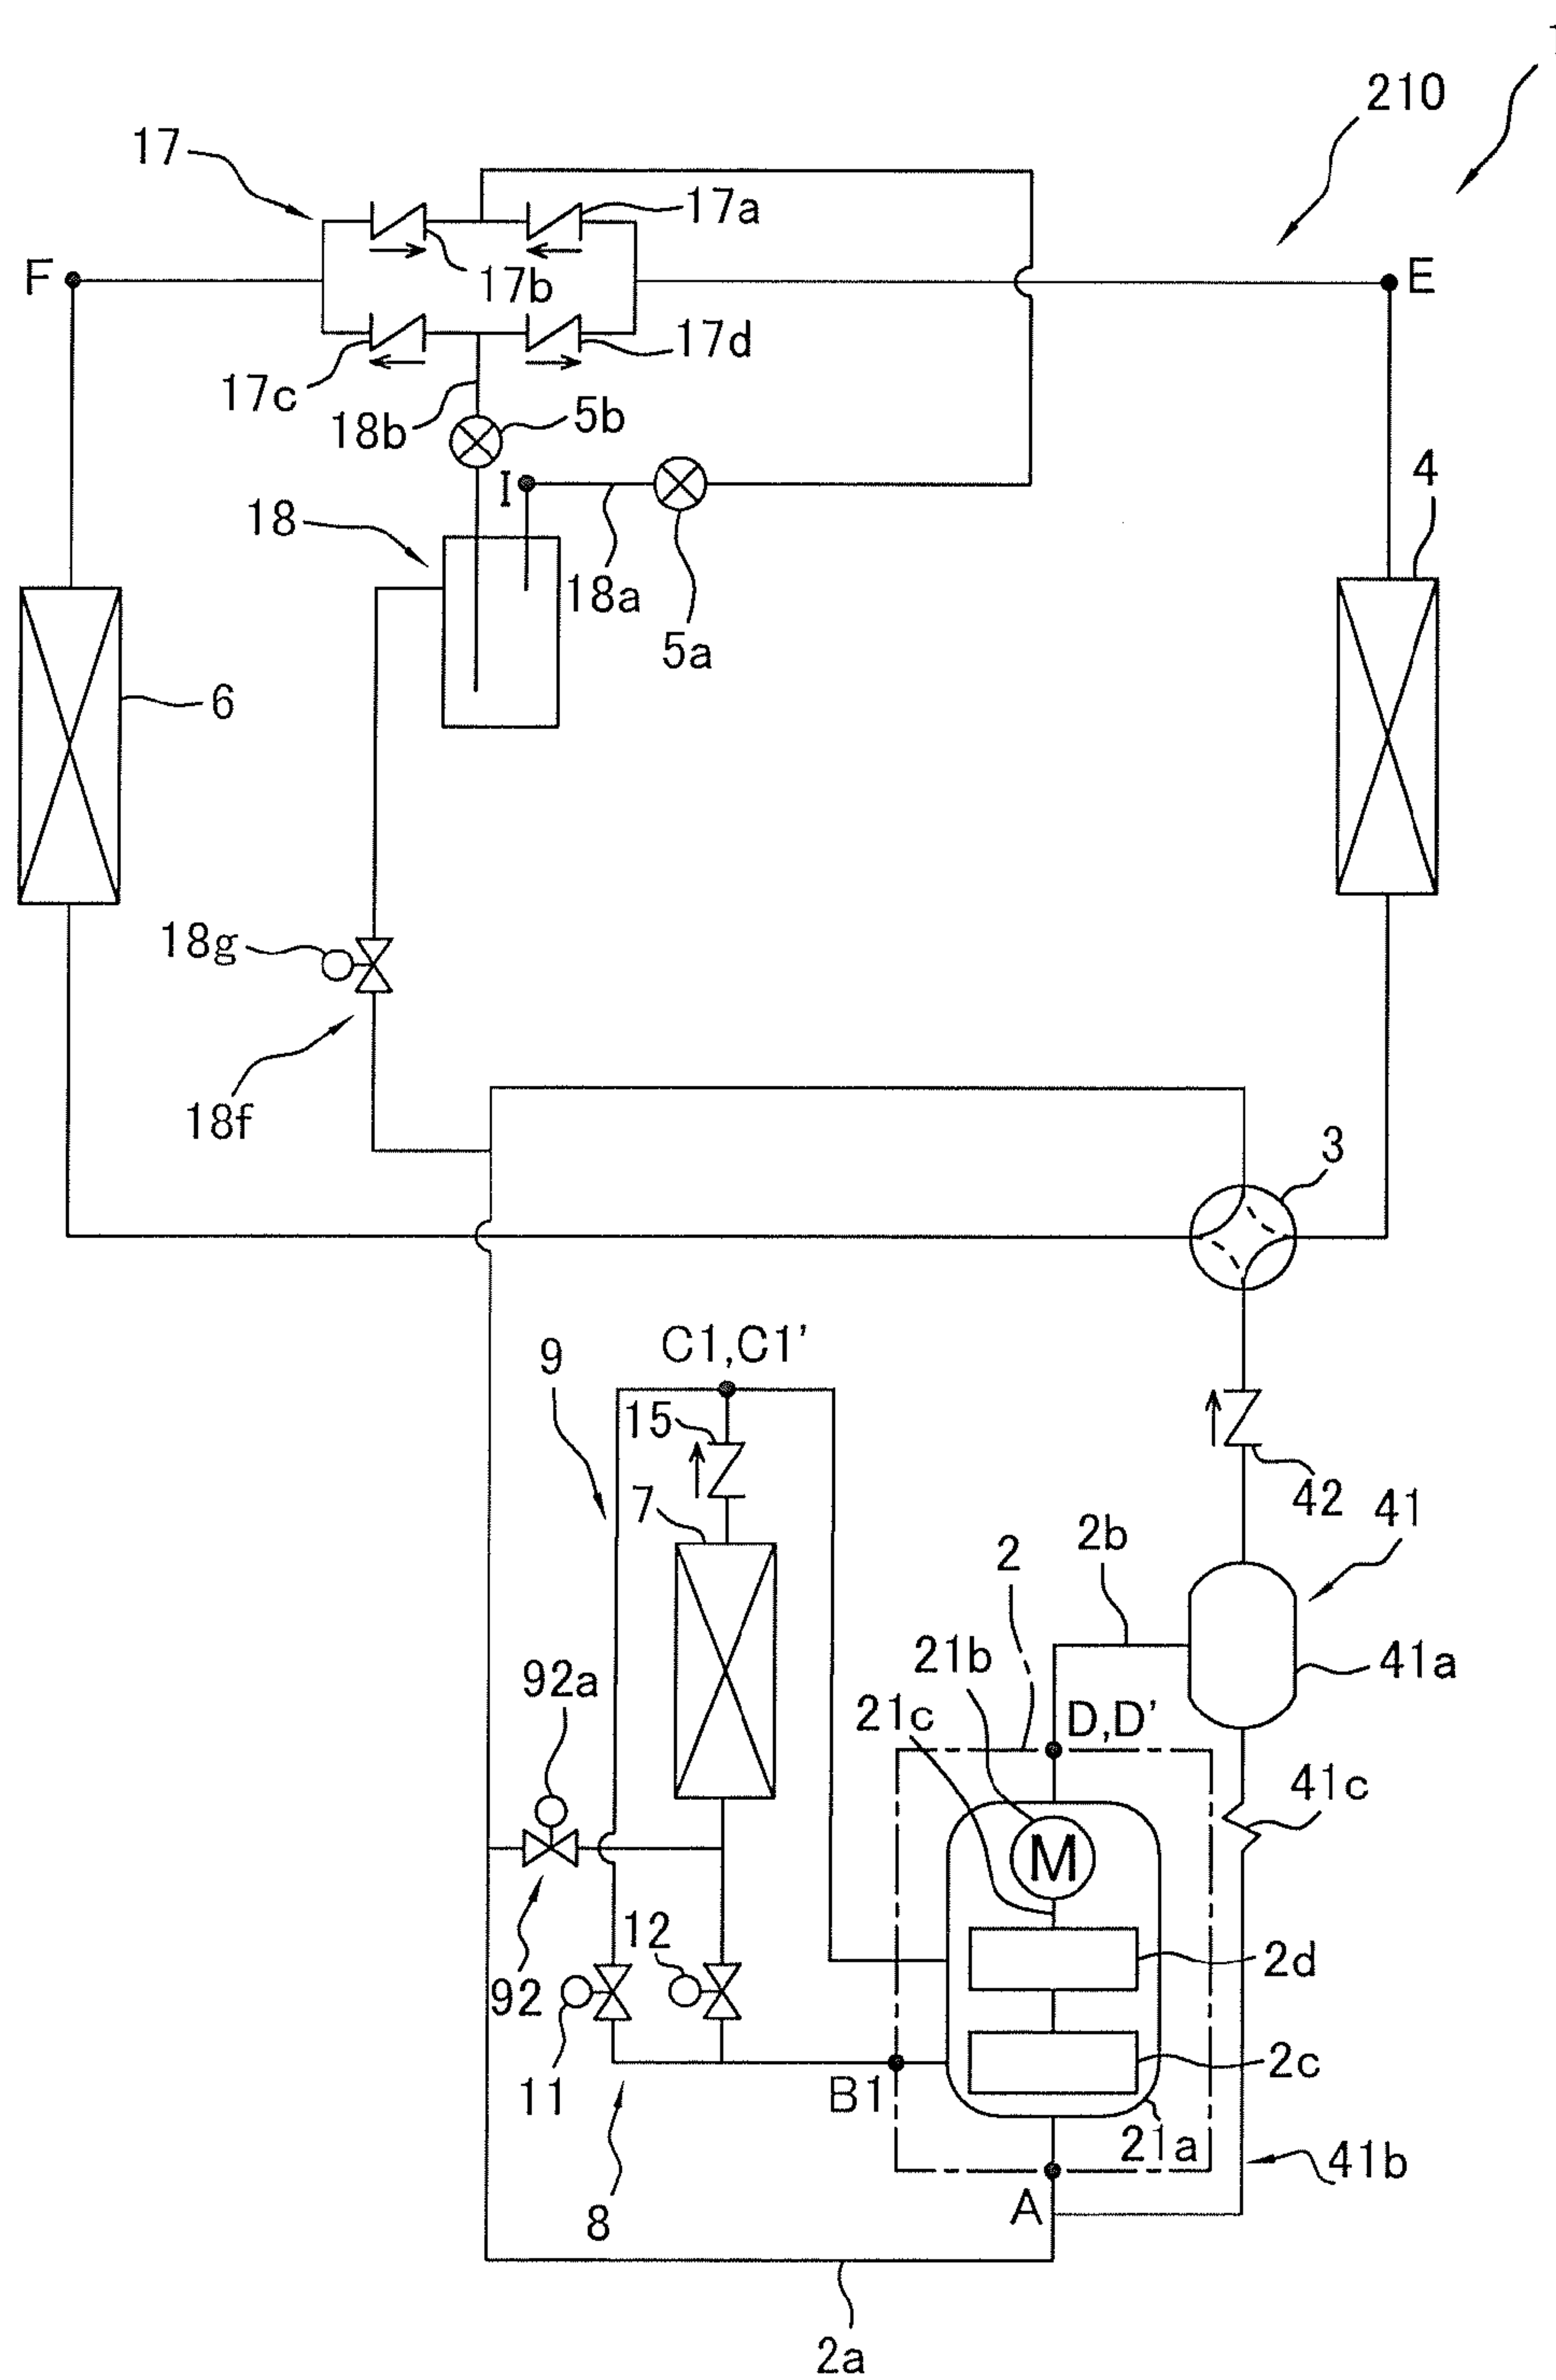 210
17
17a
17b
F
E
17c
17d
18b
5b
I
4
18
18a
5a
6
18g
18f
3
C1,C1'
9
15
7
42
41
2b
2
41a
21b
92a
D,D'
21c
41c
12
2d
92
11
2c
B1
21a
41b
8
A
2a
M